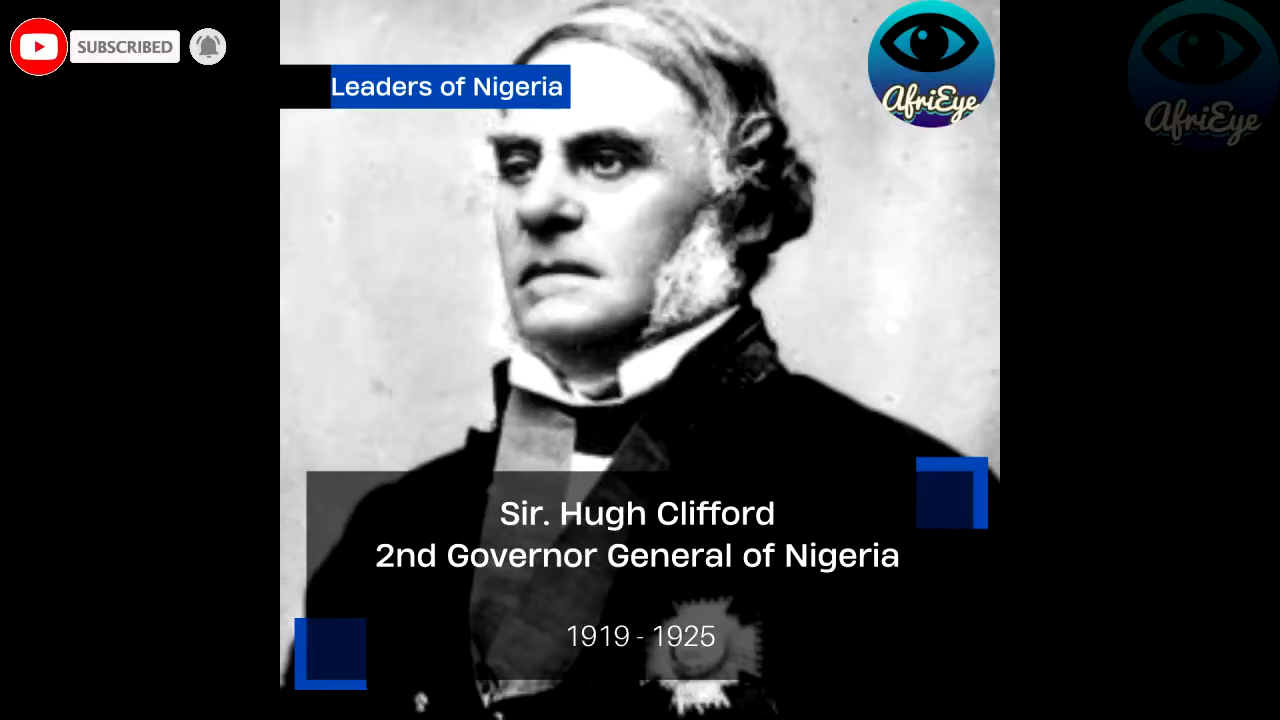 SUBSCRIBED
Leaders of Nigeria
AfriEye
AfriEye
Sir. Hugh Clifford
2nd Governor General of Nigeria
1919 - 1925